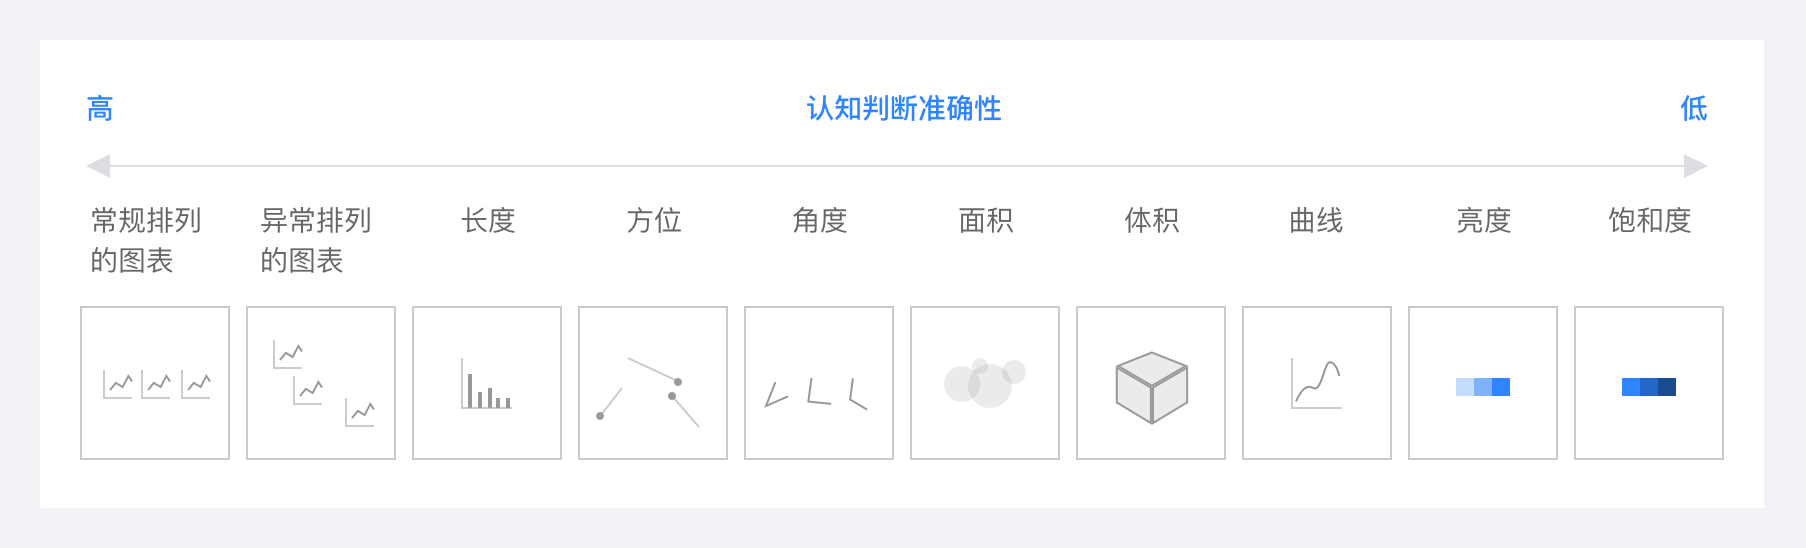 高
认知判断准确性
低
常规排列
的图表
异常排列
的图表
长度
方位
角度
面积
体积
曲线
亮度
饱和度